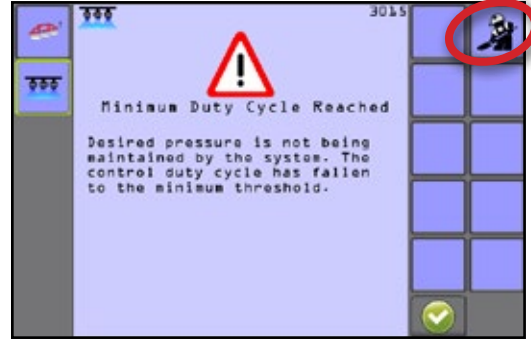 3015
Minimum Duty Cycle Reached
Desired pressure is not being
maintained by the system. The
control duty cycle has fallen
to the minimum threshold.